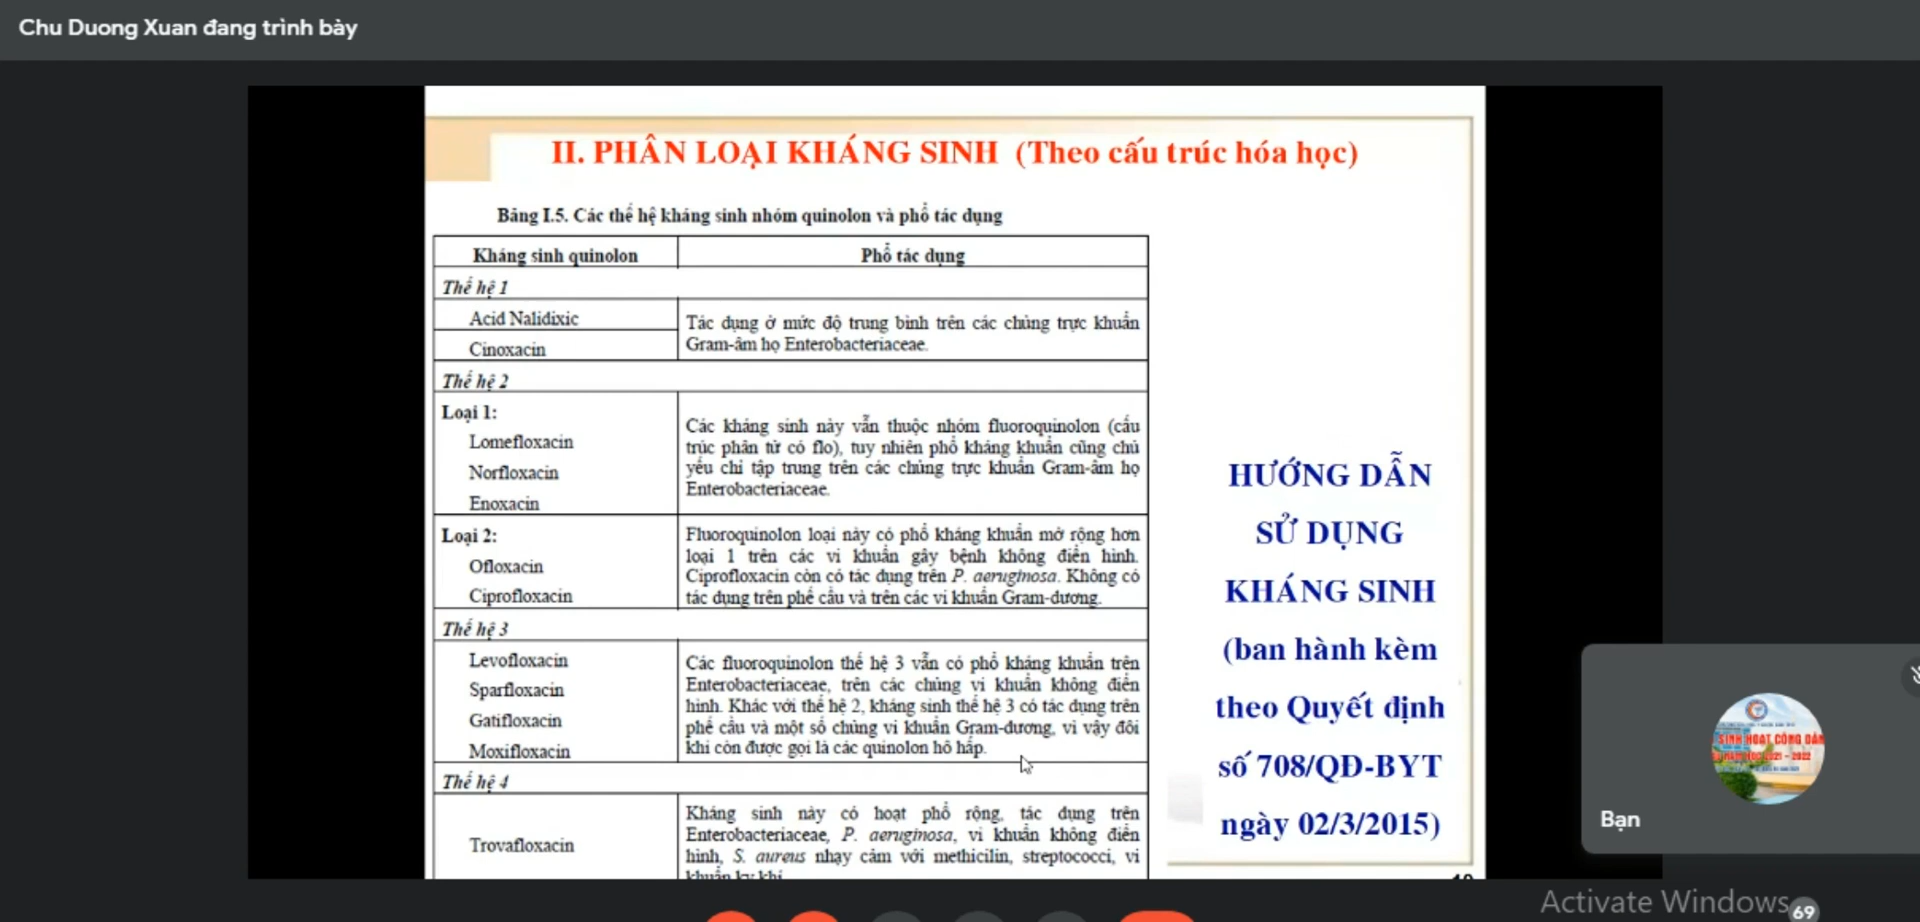 Chu Duong Xuan đang trình bày
II. PHÂN LOẠI KHÁNG SINH (Theo cấu trúc hóa học)
Bảng I.5. Các thế hệ kháng sinh nhóm quinolon và phổ tác dụng
Kháng sinh quinolon
Phổ tác dụng
Thế hệ 1
Acid Nalidixic
Cinoxacin
Tác dụng ở mức độ trung bình trên các chủng trực khuẩn
Gram-âm họ Enterobacteriaceae.
Thế hệ 2
Loại 1:
Lomefloxacin
Norfloxacin
Enoxacin
Các kháng sinh này vẫn thuộc nhóm fluoroquinolon (cấu
trúc phân tử có flo), tuy nhiên phổ kháng khuẩn cũng chủ
yếu chỉ tập trung trên các chủng trực khuẩn Gram-âm họ
Enterobacteriaceae.
Loại 2:
Ofloxacin
Ciprofloxacin
Fluoroquinolon loại này có phổ kháng khuẩn mở rộng hơn
loại 1 trên các vi khuẩn gây bệnh không điển hình.
Ciprofloxacin còn có tác dụng trên P. aeruginosa. Không có
tác dụng trên phế cầu và trên các vi khuẩn Gram-dương.
Thế hệ 3
Levofloxacin
Sparfloxacin
Gatifloxacin
Moxifloxacin
Các fluoroquinolon thế hệ 3 vẫn có phổ kháng khuẩn trên
Enterobacteriaceae, trên các chủng vi khuẩn không điển
hình. Khác với thế hệ 2, kháng sinh thế hệ 3 có tác dụng trên
phế cầu và một số chủng vi khuẩn Gram-dương, vì vậy đôi
khi còn được gọi là các quinolon hô hấp.
Thế hệ 4
Trovafloxacin
Kháng sinh này có hoạt phổ rộng, tác dụng trên
Enterobacteriaceae, P. aeruginosa, vi khuẩn không điển
hình, S. aureus nhạy cảm với methicilin, streptococci, vi
khuẩn kỵ khí
HƯỚNG DẪN
SỬ DỤNG
KHÁNG SINH
(ban hành kèm
theo Quyết định
số 708/QĐ-BYT
ngày 02/3/2015)
SINH HOẠT CÔNG DÂN
NĂM HỌC 2021 - 2022
Bạn
Activate Windows
69